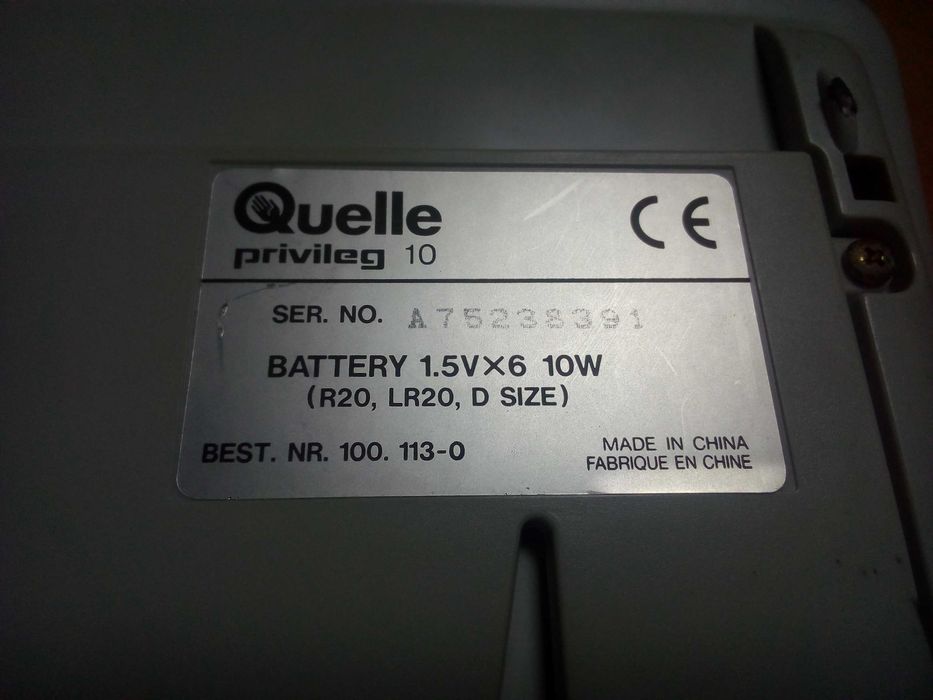 Quelle
privileg 10
CE
SER. NO. A75238391
BATTERY 1.5V×6 10W
(R20, LR20, D SIZE)
BEST. NR. 100. 113-0
MADE IN CHINA
FABRIQUE EN CHINE